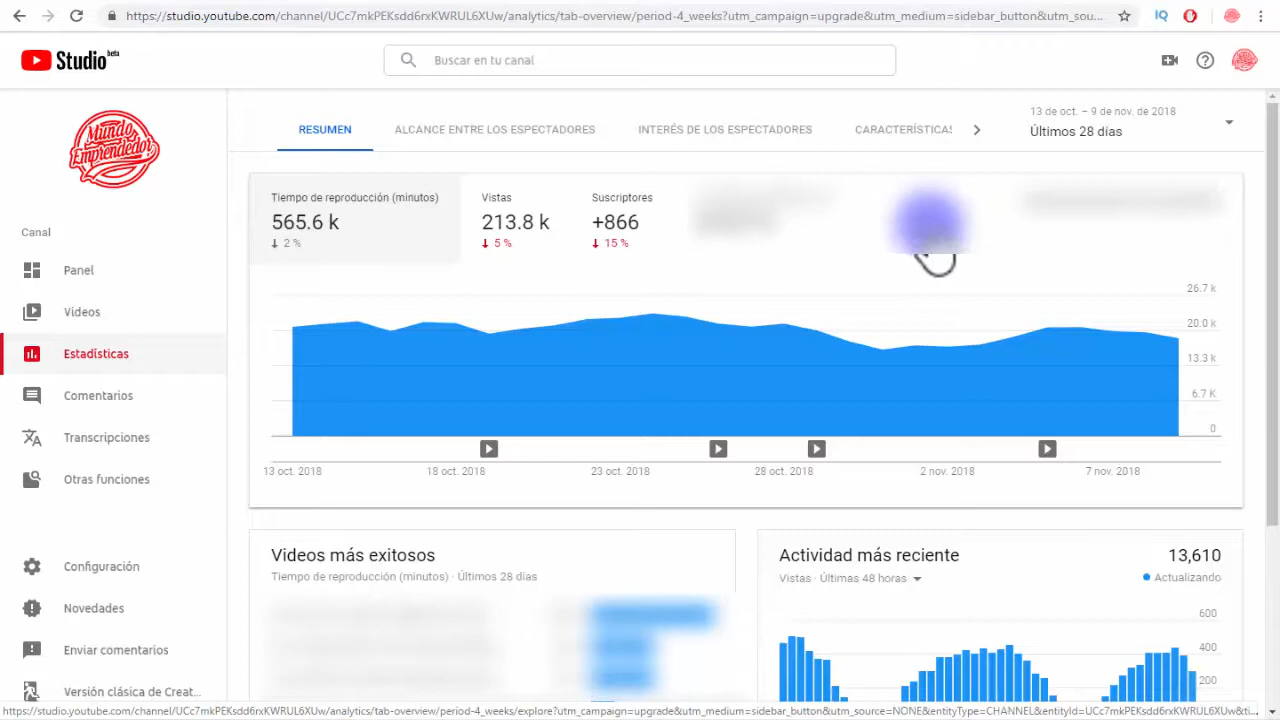 https://studio.youtube.com/channel/UCc7mkPEKsdd6rxKWRUL6XUw/analytics/tab-overview/period-4_weeks?utm_campaign=upgrade&utm_medium=sidebar_button&utm_sou...
IQ
Studio beta
Buscar en tu canal
Mundo
Emprendedor
RESUMEN
ALCANCE ENTRE LOS ESPECTADORES
INTERÉS DE LOS ESPECTADORES
CARACTERÍSTICAS
13 de oct. – 9 de nov. de 2018
Últimos 28 días
Tiempo de reproducción (minutos)
565.6 k
2 %
Vistas
213.8 k
5 %
Suscriptores
+866
15 %
Canal
Panel
Videos
Estadísticas
Comentarios
Transcripciones
Otras funciones
Configuración
Novedades
Enviar comentarios
Versión clásica de Creat...
26.7 k
20.0 k
13.3 k
6.7 K
0
13 oct. 2018
18 oct. 2018
23 oct. 2018
28 oct. 2018
2 nov. 2018
7 nov. 2018
Videos más exitosos
Tiempo de reproducción (minutos) · Últimos 28 días
Actividad más reciente
13,610
Vistas · Últimas 48 horas
Actualizando
600
400
200
https://studio.youtube.com/channel/UCc7mkPEKsdd6rxKWRUL6XUw/analytics/tab-overview/period-4_weeks/explore?utm_campaign=upgrade&utm_medium=sidebar_button&utm_source=NONE&entityType=CHANNEL&entityId=UCc7mkPEKsdd6rxKWRUL6XUw&ti...